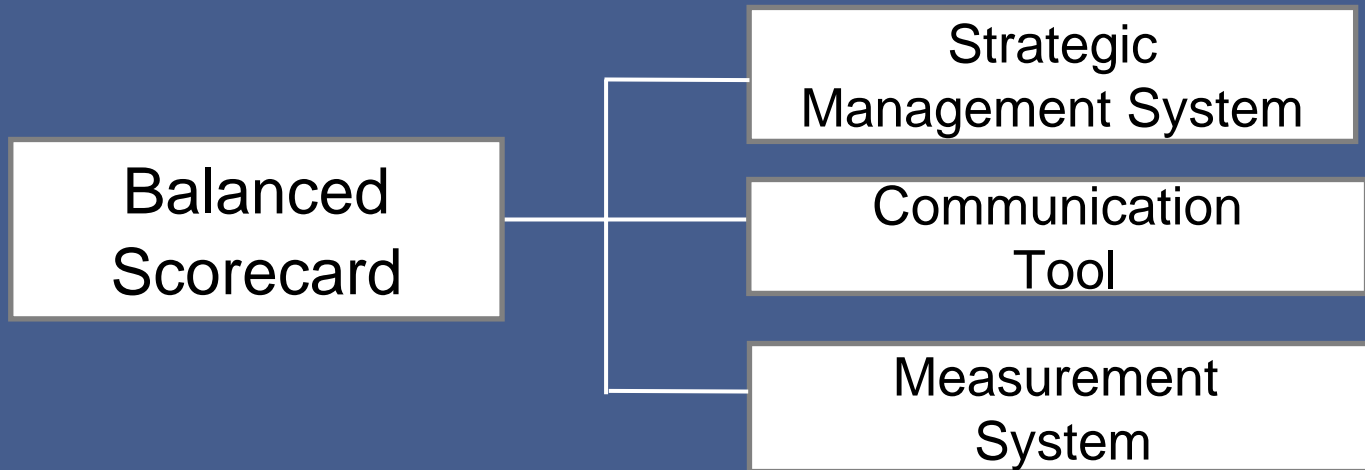 Balanced
Scorecard
Strategic
Management System
Communication
Tool
Measurement
System